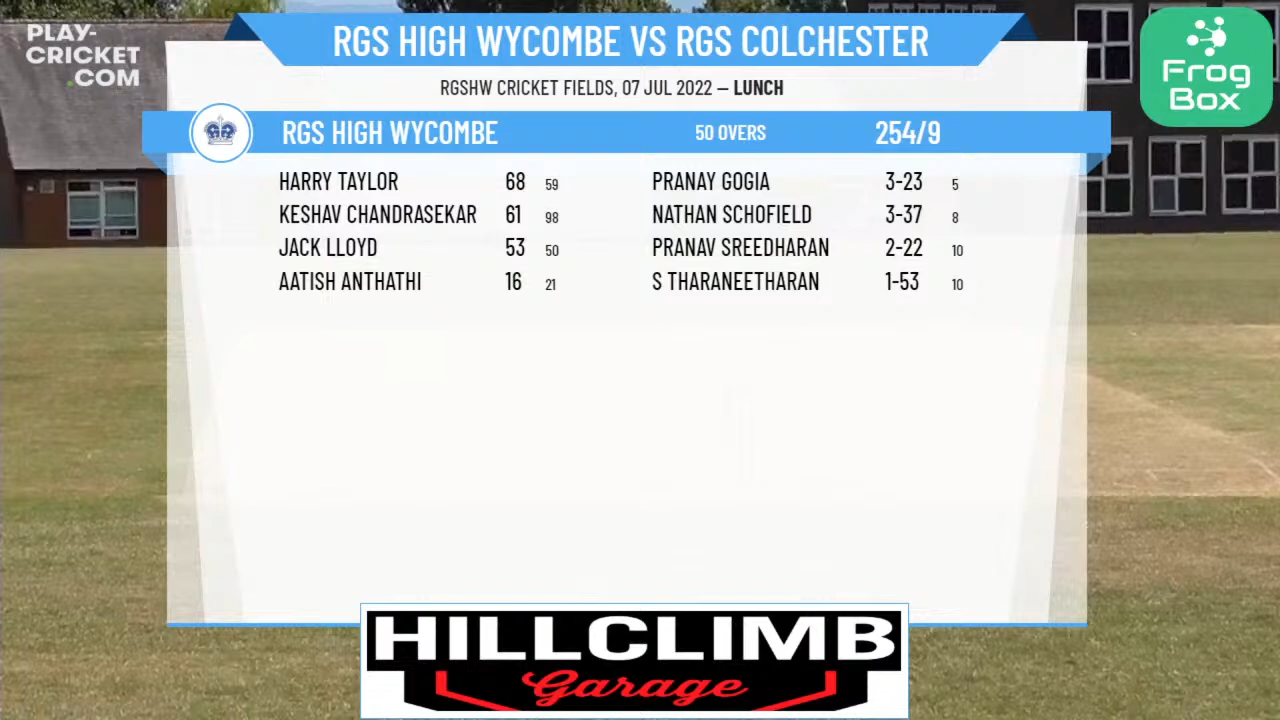 PLAY-
CRICKET
.COM
RGS HIGH WYCOMBE VS RGS COLCHESTER
Frog
Box
RGSHW CRICKET FIELDS, 07 JUL 2022 – LUNCH
RGS HIGH WYCOMBE 50 OVERS 254/9
HARRY TAYLOR 68 59 PRANAY GOGIA 3-23 5
KESHAV CHANDRASEKAR 61 98 NATHAN SCHOFIELD 3-37 8
JACK LLOYD 53 50 PRANAV SREEDHARAN 2-22 10
AATISH ANTHATHI 16 21 S THARANEETHARAN 1-53 10
HILLCLIMB
Garage